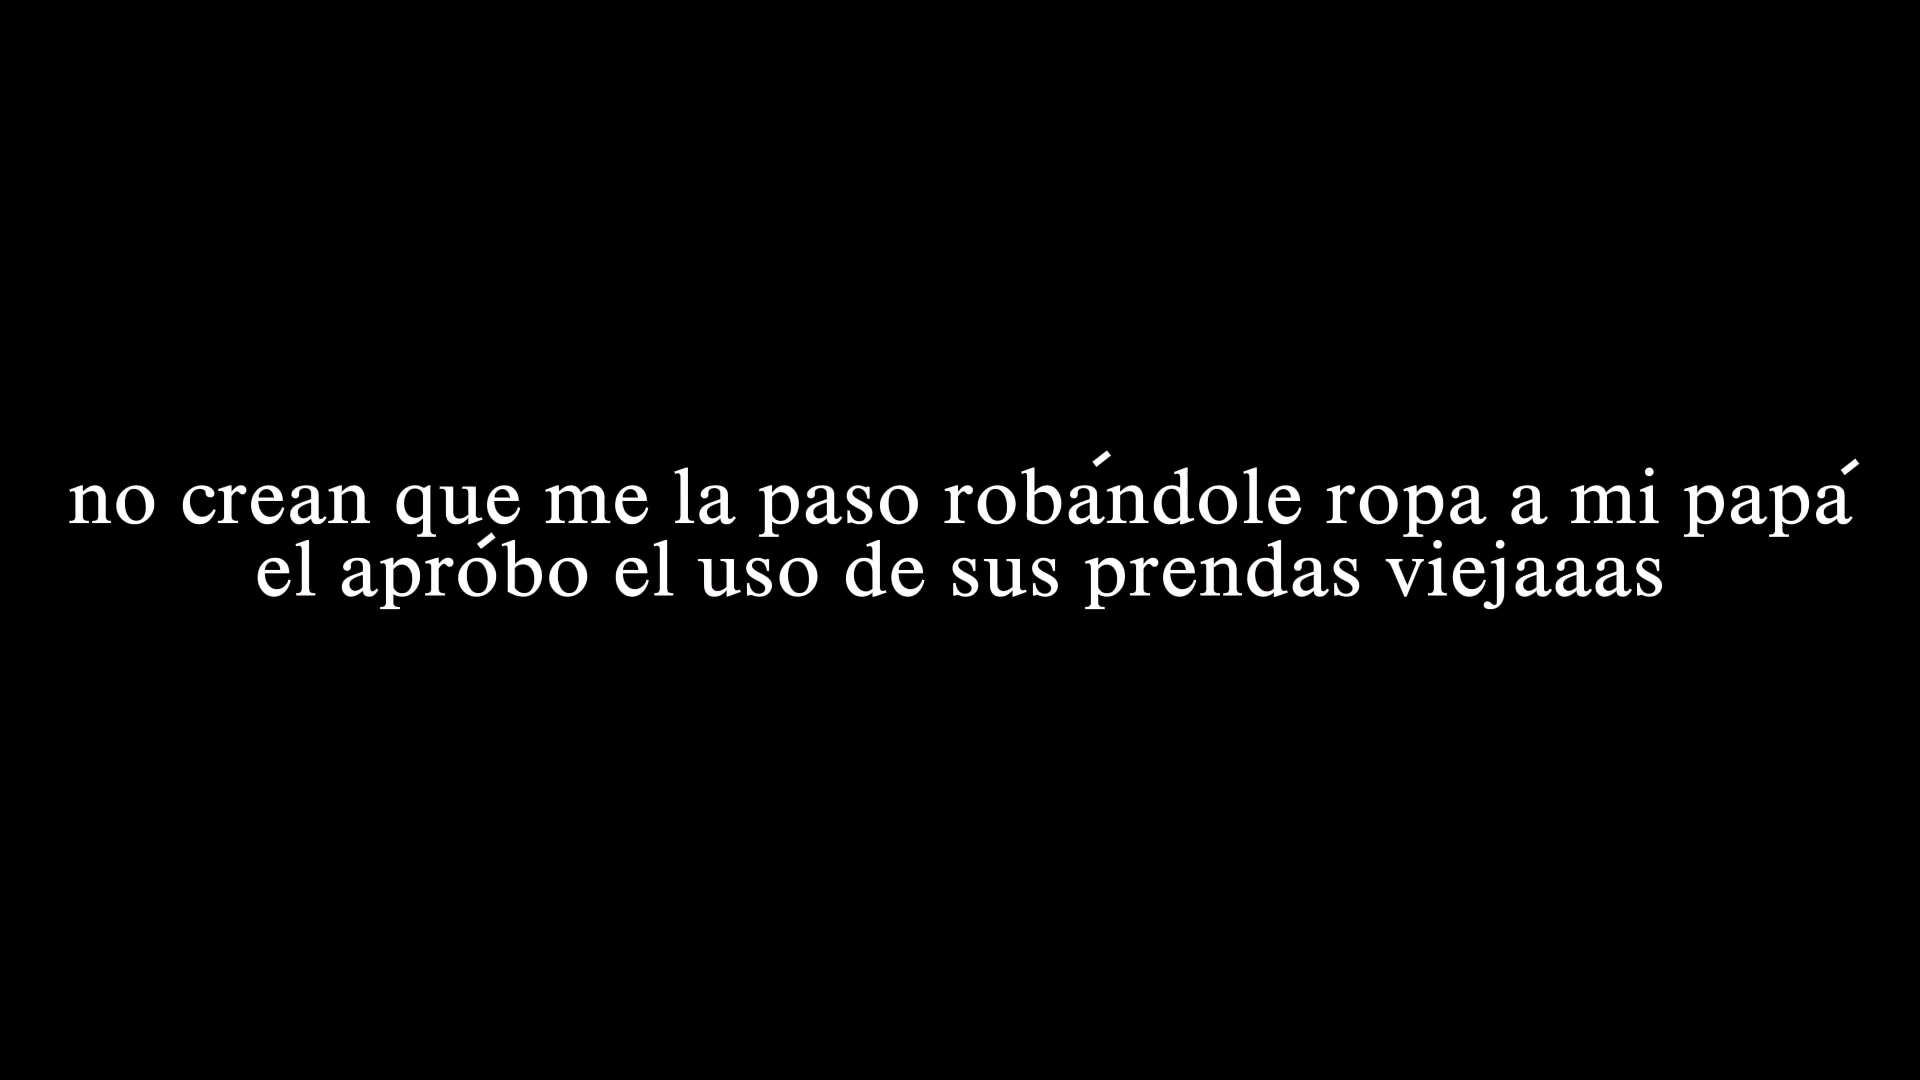 no crean que me la paso robándole ropa a mi papá
el apróbo el uso de sus prendas viejaaas